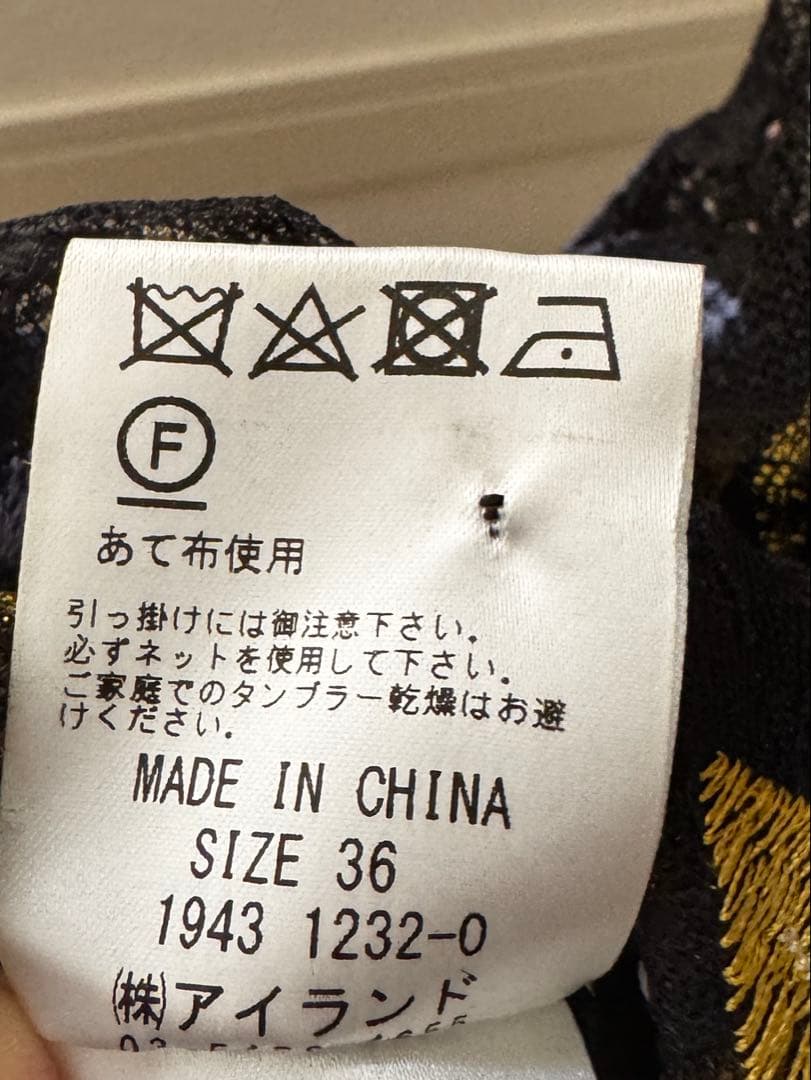 F
あて布使用
引っ掛けには御注意下さい。
必ずネットを使用して下さい。
ご家庭でのタンブラー乾燥はお避
けください。
MADE IN CHINA
SIZE 36
1943 1232-0
(株)アイランド